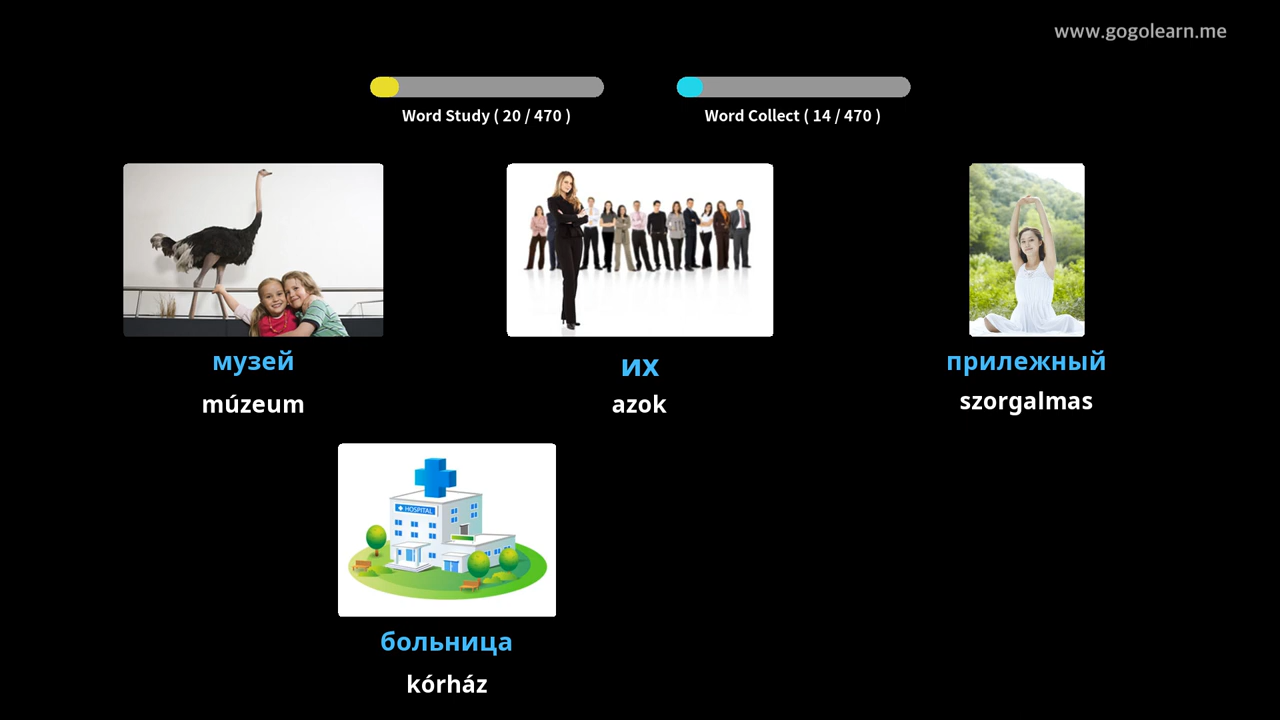 www.gogolearn.me
Word Study ( 20 / 470 )
Word Collect ( 14 / 470 )
музей
múzeum
их
azok
прилежный
szorgalmas
HOSPITAL
больница
kórház